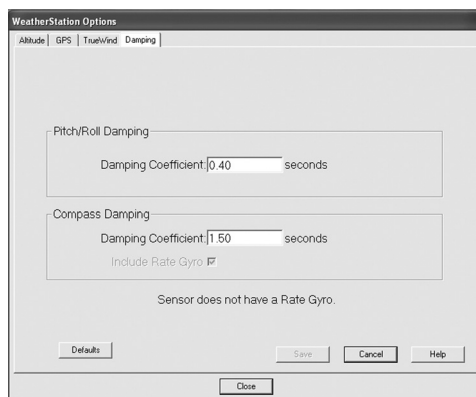 WeatherStation Options
Altitude GPS TrueWind Damping
Pitch/Roll Damping
Damping Coefficient: 0.40 seconds
Compass Damping
Damping Coefficient: 1.50 seconds
Include Rate Gyro
Sensor does not have a Rate Gyro.
Defaults Save Cancel Help
Close